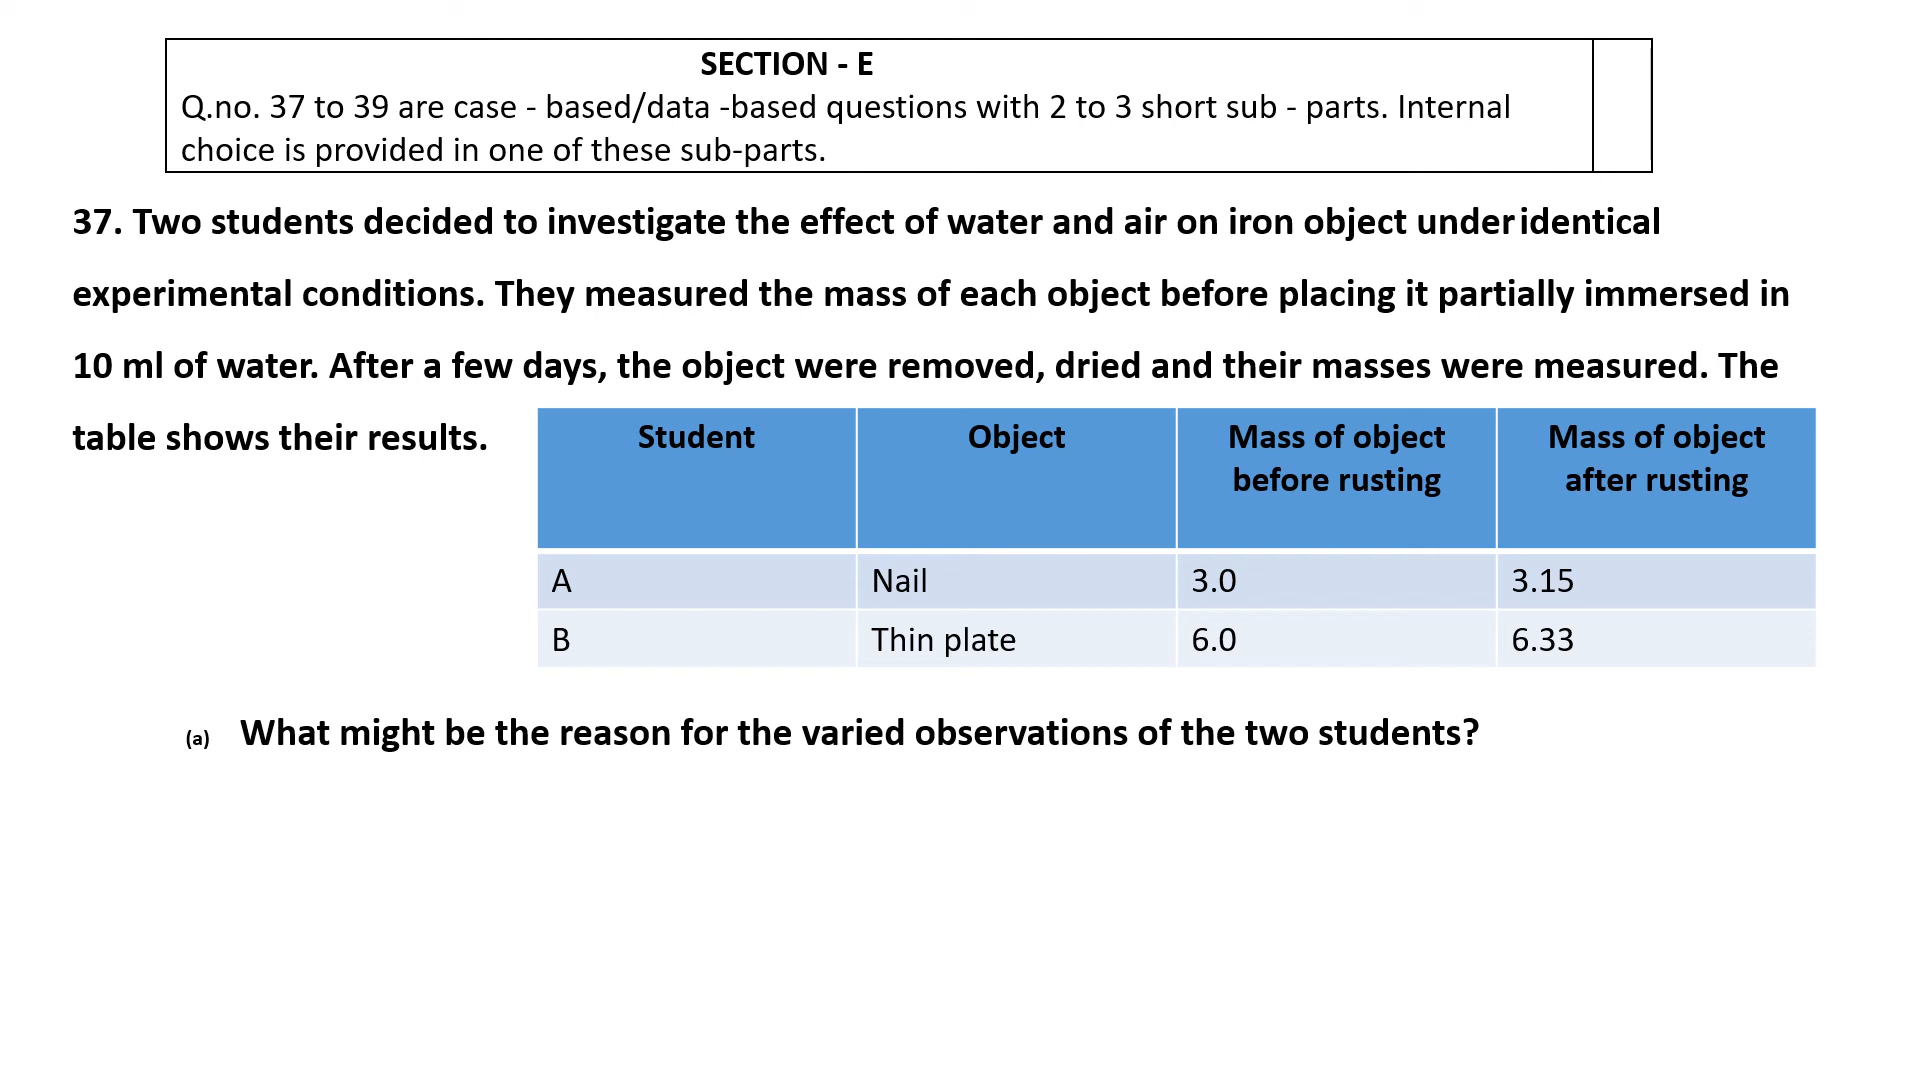 SECTION - E
Q.no. 37 to 39 are case - based/data -based questions with 2 to 3 short sub - parts. Internal
choice is provided in one of these sub-parts.
37. Two students decided to investigate the effect of water and air on iron object under identical
experimental conditions. They measured the mass of each object before placing it partially immersed in
10 ml of water. After a few days, the object were removed, dried and their masses were measured. The
table shows their results.
Student Object Mass of object before rusting Mass of object after rusting
A Nail 3.0 3.15
B Thin plate 6.0 6.33
(a) What might be the reason for the varied observations of the two students?